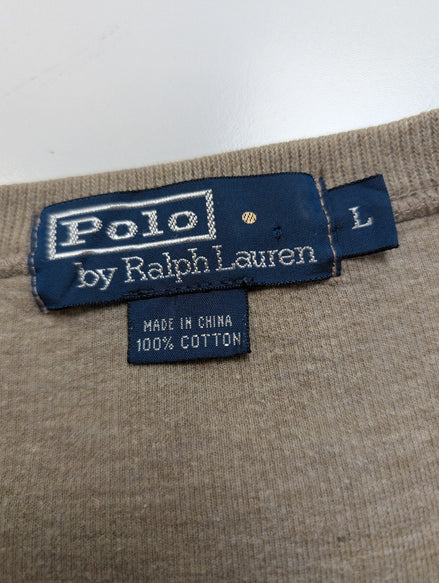 Polo
by Ralph Lauren
L
MADE IN CHINA
100% COTTON